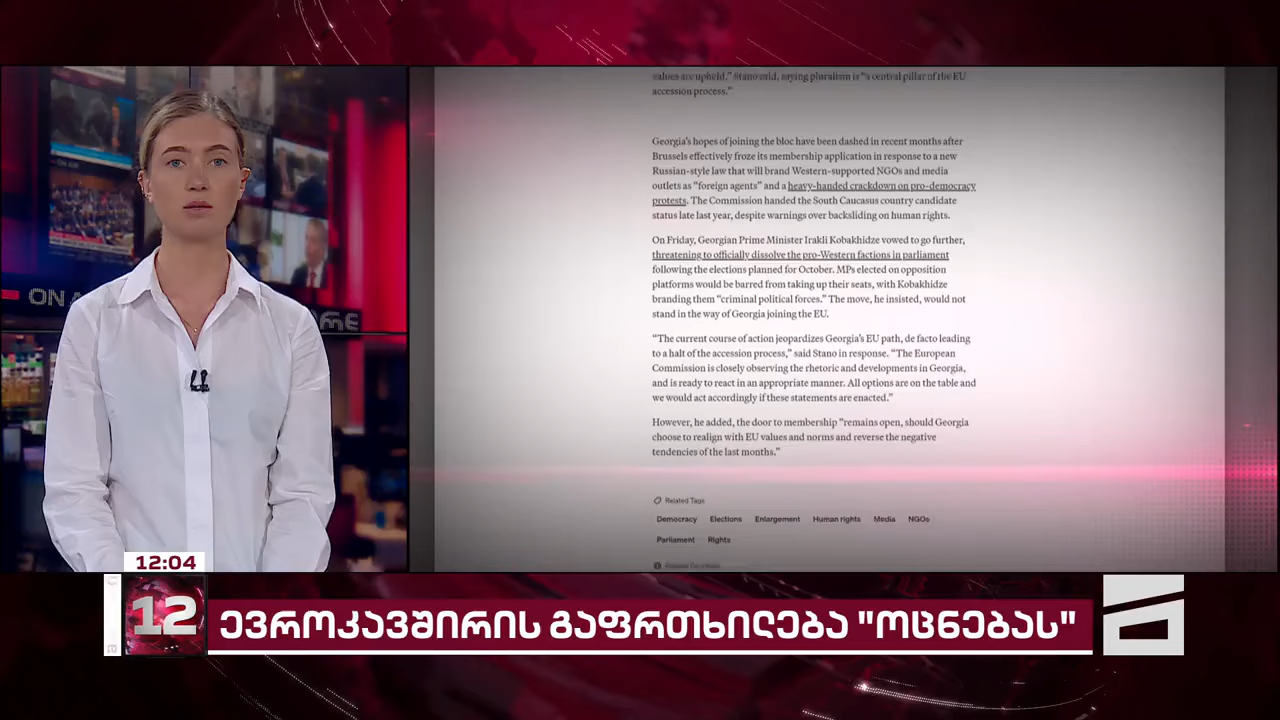 values are upheld," Stano said, saying pluralism is "a central pillar of the EU
accession process."
Georgia's hopes of joining the bloc have been dashed in recent months after
Brussels effectively froze its membership application in response to a new
Russian-style law that will brand Western-supported NGOs and media
outlets as "foreign agents" and a heavy-handed crackdown on pro-democracy
protests. The Commission handed the South Caucasus country candidate
status late last year, despite warnings over backsliding on human rights.
On Friday, Georgian Prime Minister Irakli Kobakhidze vowed to go further,
threatening to officially dissolve the pro-Western factions in parliament
following the elections planned for October. MPs elected on opposition
platforms would be barred from taking up their seats, with Kobakhidze
branding them "criminal political forces." The move, he insisted, would not
stand in the way of Georgia joining the EU.
"The current course of action jeopardizes Georgia's EU path, de facto leading
to a halt of the accession process," said Stano in response. "The European
Commission is closely observing the rhetoric and developments in Georgia,
and is ready to react in an appropriate manner. All options are on the table and
we would act accordingly if these statements are enacted."
However, he added, the door to membership "remains open, should Georgia
choose to realign with EU values and norms and reverse the negative
tendencies of the last months."
Related Tags
Democracy Elections Enlargement Human rights Media NGOs
Parliament Rights
ON
12:04
12
ევროკავშირის გაფრთხილება "ოცნებას"